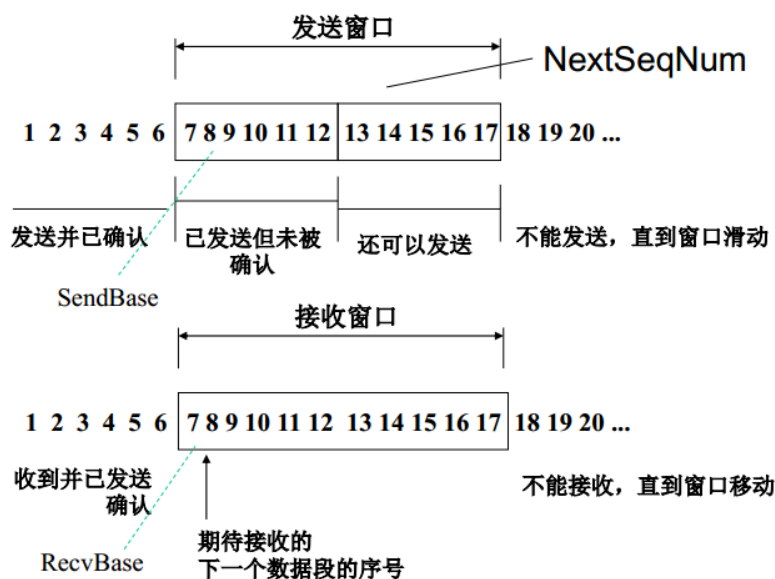 发送窗口
NextSeqNum
1 2 3 4 5 6 7 8 9 10 11 12 13 14 15 16 17 18 19 20 ...
发送并已确认 已发送但未被 还可以发送 不能发送，直到窗口滑动
确认
SendBase
接收窗口
1 2 3 4 5 6 7 8 9 10 11 12 13 14 15 16 17 18 19 20 ...
收到并已发送 不能接收，直到窗口移动
确认
期待接收的
RecvBase 下一个数据段的序号